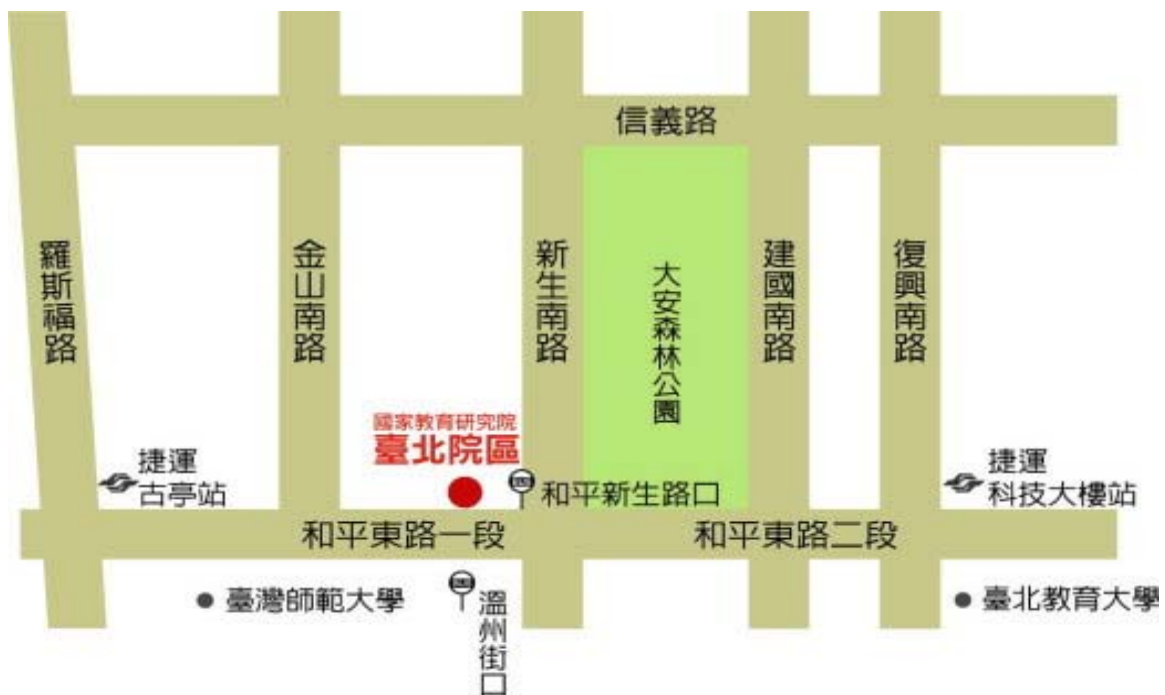 信義路
羅斯福路
金山南路
新生南路
大安森林公園
建國南路
復興南路
國家教育研究院
臺北院區
捷運
古亭站
和平新生路口
捷運
科技大樓站
和平東路一段
和平東路二段
臺灣師範大學
溫州街口
臺北教育大學